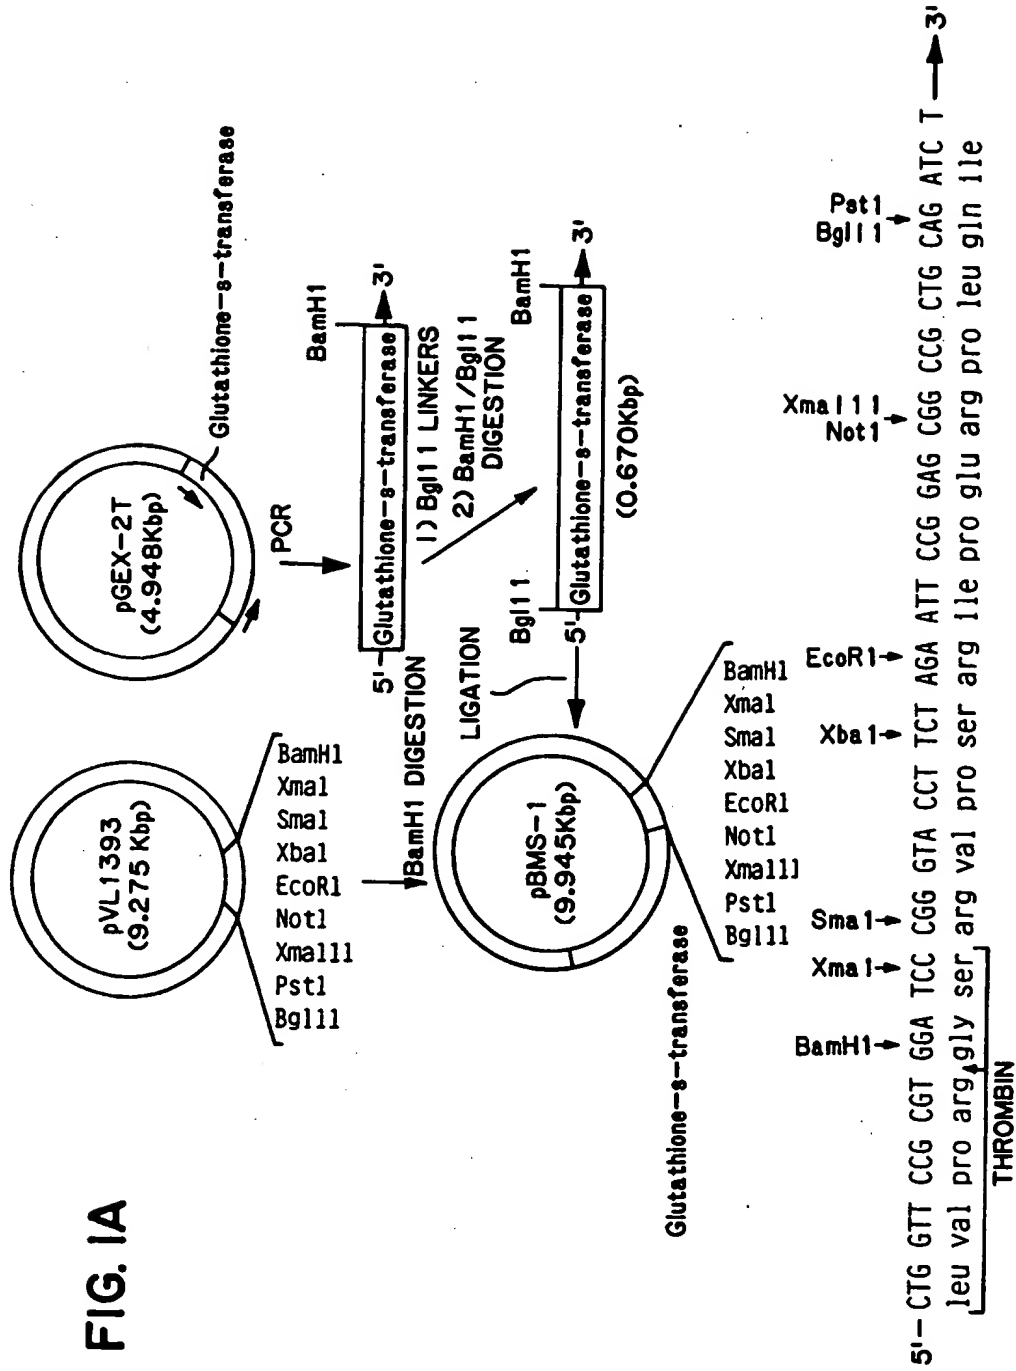 FIG. 1A
pVL1393
(9.275 Kbp)
BamH1
Xma1
Sma1
Xba1
EcoR1
Not1
Xma111
Pst1
Bgl11
BamH1 DIGESTION
pGEX-2T
(4.948Kbp)
Glutathione-s-transferase
PCR
BamH1
5'-Glutathione-s-transferase 3'
1) Bgl11 LINKERS
2) BamH1/Bgl11
DIGESTION
Bgl11
BamH1
5'-Glutathione-s-transferase 3'
(0.670Kbp)
LIGATION
pBMS-1
(9.945Kbp)
Glutathione-s-transferase
BamH1
Xma1
Sma1
Xba1
EcoR1
Not1
Xma111
Pst1
Bgl11
BamH1
Xma1
Sma1
Xba1
EcoR1
Xma111
Not1
Pst1
Bgl11
5'-CTG GTT CCG CGT GGA TCC CGG GTA CCT TCT AGA ATT CCG GAG CGG CCG CTG CAG ATC T 3'
leu val pro arg gly ser arg val pro ser arg ile pro glu arg pro leu gln ile
THROMBIN